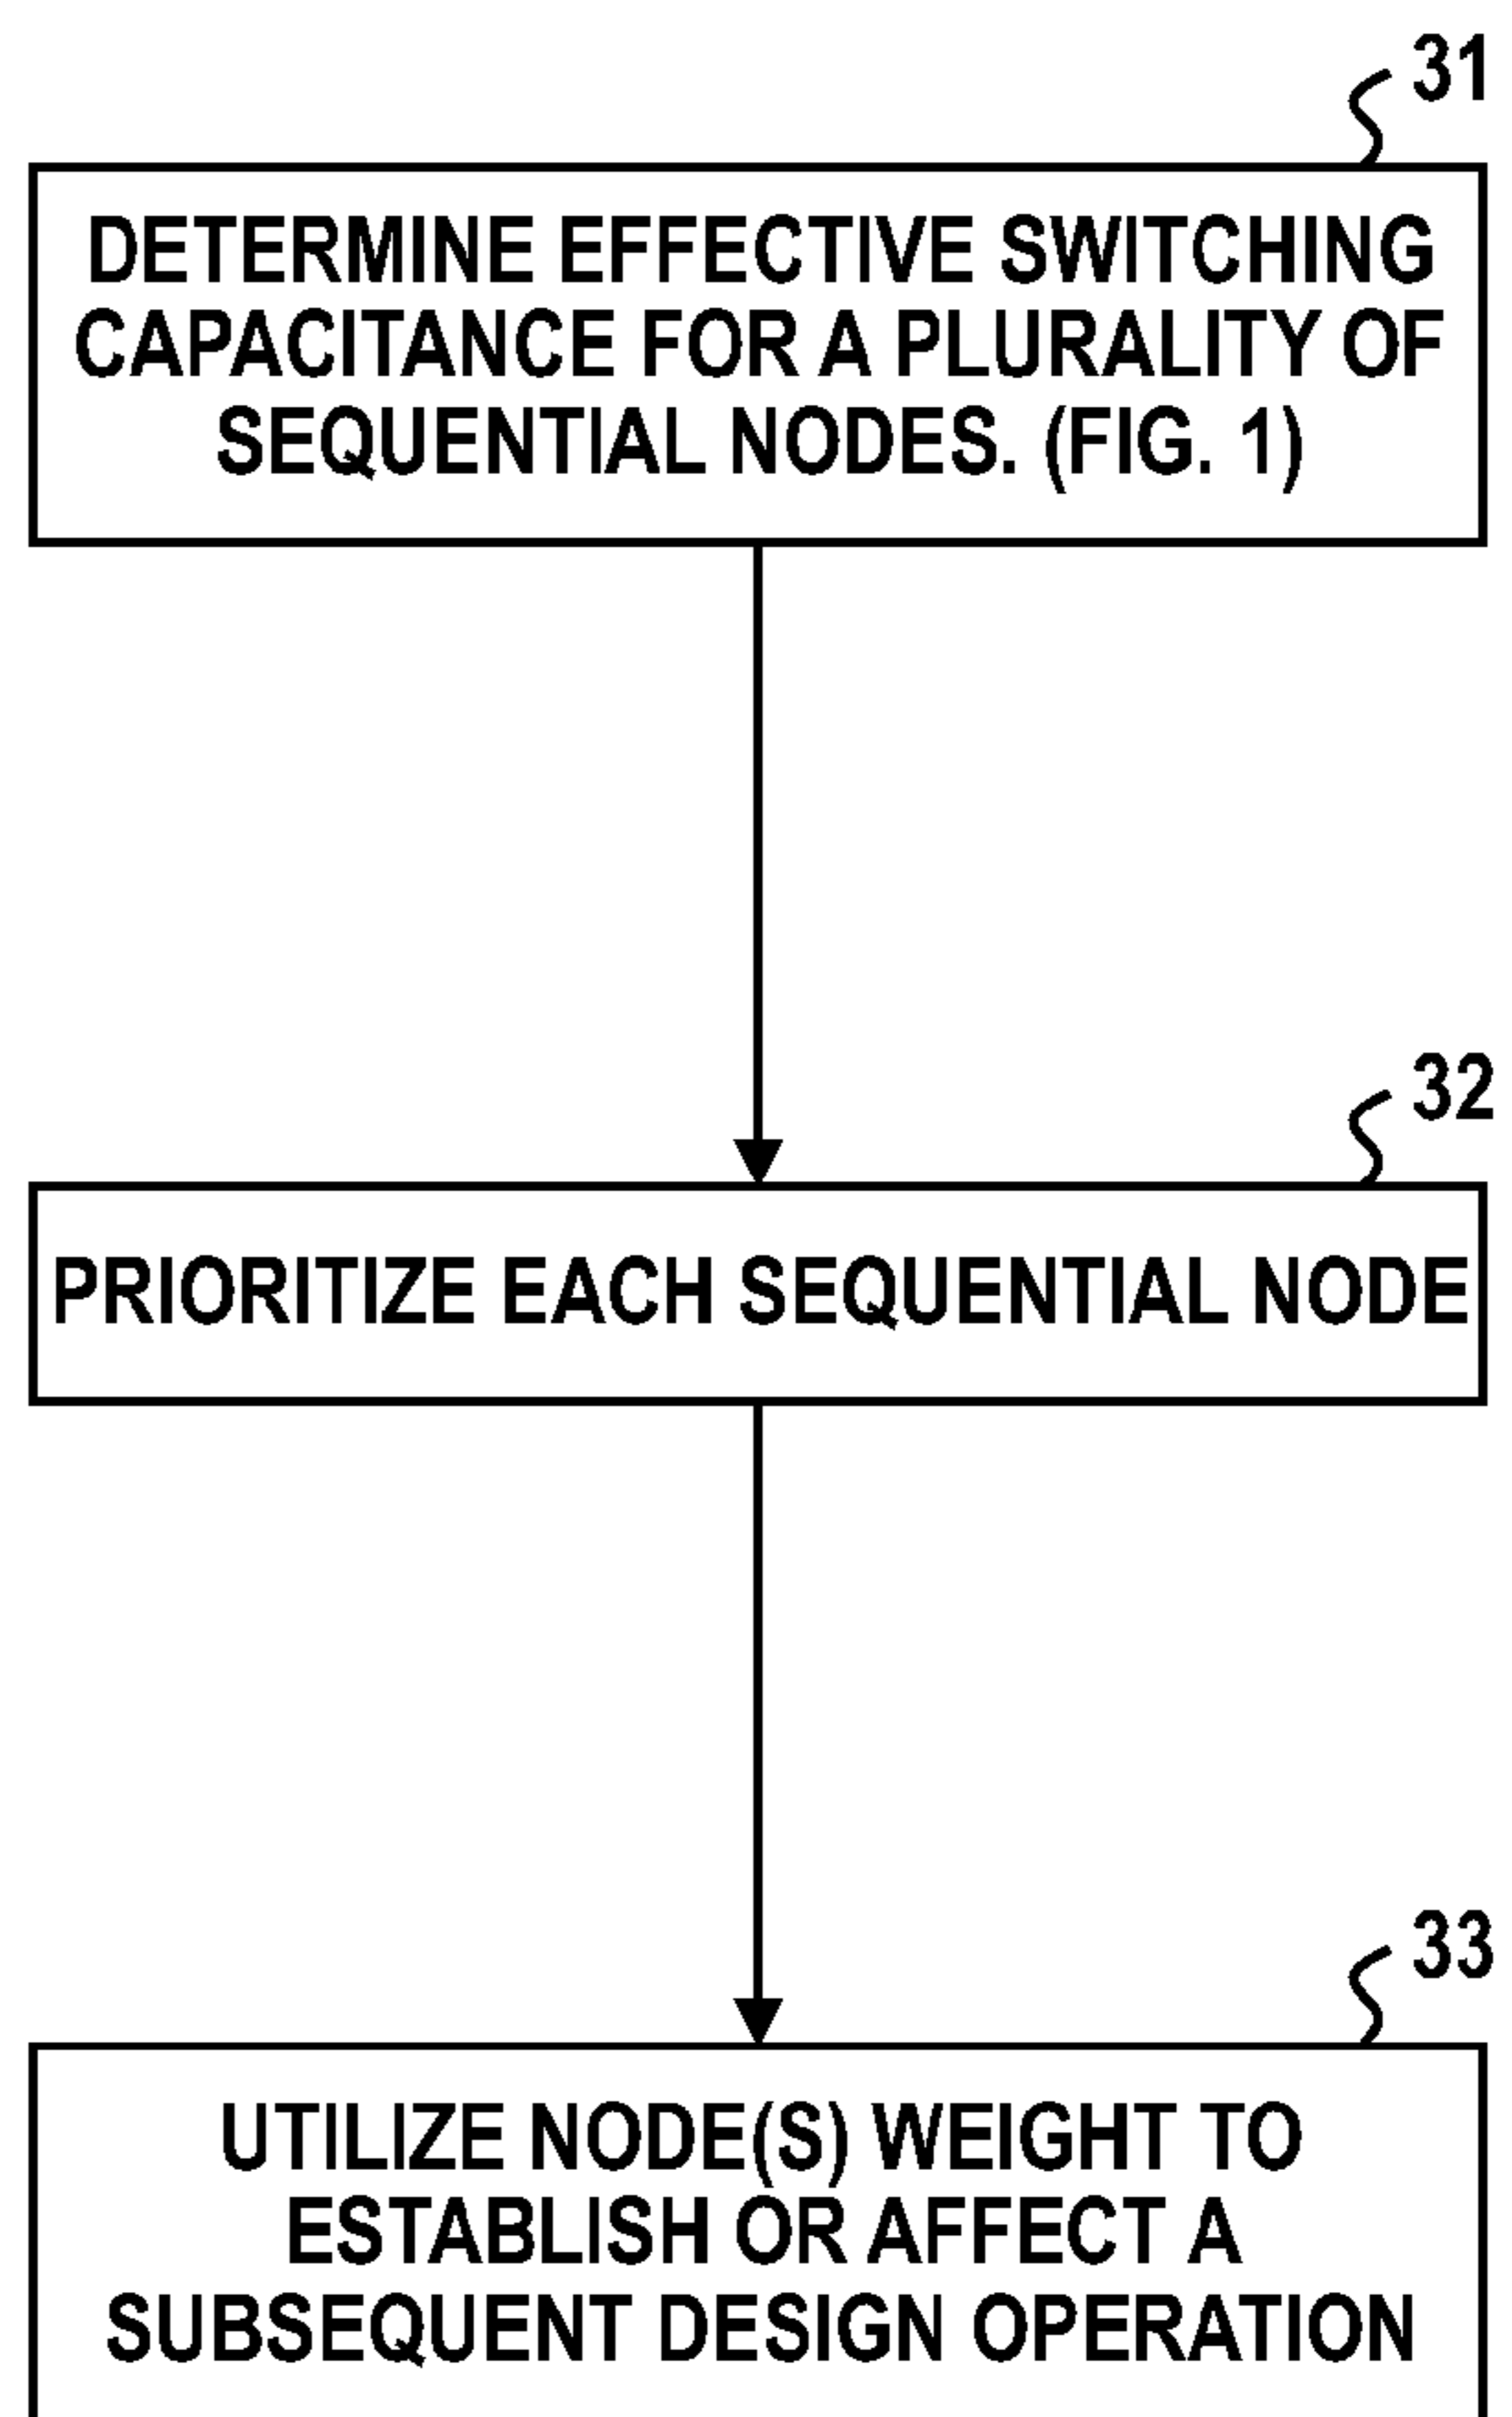 31
DETERMINE EFFECTIVE SWITCHING
CAPACITANCE FOR A PLURALITY OF
SEQUENTIAL NODES. (FIG. 1)
32
PRIORITIZE EACH SEQUENTIAL NODE
33
UTILIZE NODE(S) WEIGHT TO
ESTABLISH OR AFFECT A
SUBSEQUENT DESIGN OPERATION